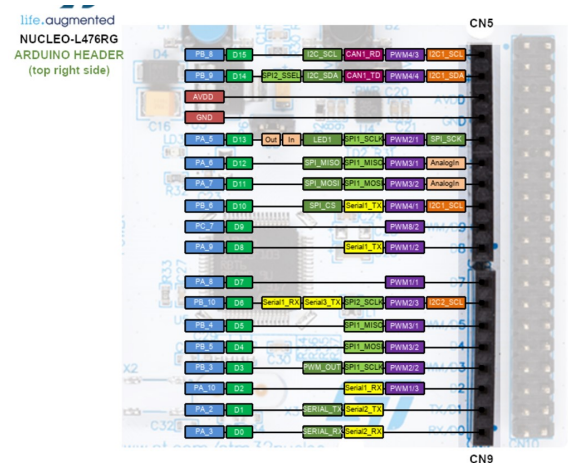 life.augmented
CN5
NUCLEO-L476RG
ARDUINO HEADER
(top right side)
PB_8 D15 I2C_SCL CAN1_RD PWM4/3 I2C1_SCL
PB_9 D14 SPI2_SSEL I2C_SDA CAN1_TD PWM4/4 I2C1_SDA
AVDD
GND
PA_5 D13 Out In LED1 SPI1_SCLK PWM2/1 SPI_SCK
PA_6 D12 SPI_MISO SPI1_MISO PWM3/1 AnalogIn
PA_7 D11 SPI_MOSI SPI1_MOSI PWM3/2 AnalogIn
PB_6 D10 SPI_CS Serial1_TX PWM4/1 I2C1_SCL
PC_7 D9 PWM3/2
PA_9 D8 Serial1_TX PWM1/2
PA_8 D7 PWM1/1
PB_10 D6 Serial1_RX Serial3_TX SPI2_SCLK PWM2/3 I2C2_SCL
PB_4 D5 SPI1_MISO PWM3/1
PB_5 D4 SPI1_MOSI PWM3/2
PB_3 D3 PWM_OUT SPI1_SCLK PWM2/2
PA_10 D2 Serial1_RX PWM1/3
PA_2 D1 SERIAL_TX Serial2_TX
PA_3 D0 SERIAL_RX Serial2_RX
CN9